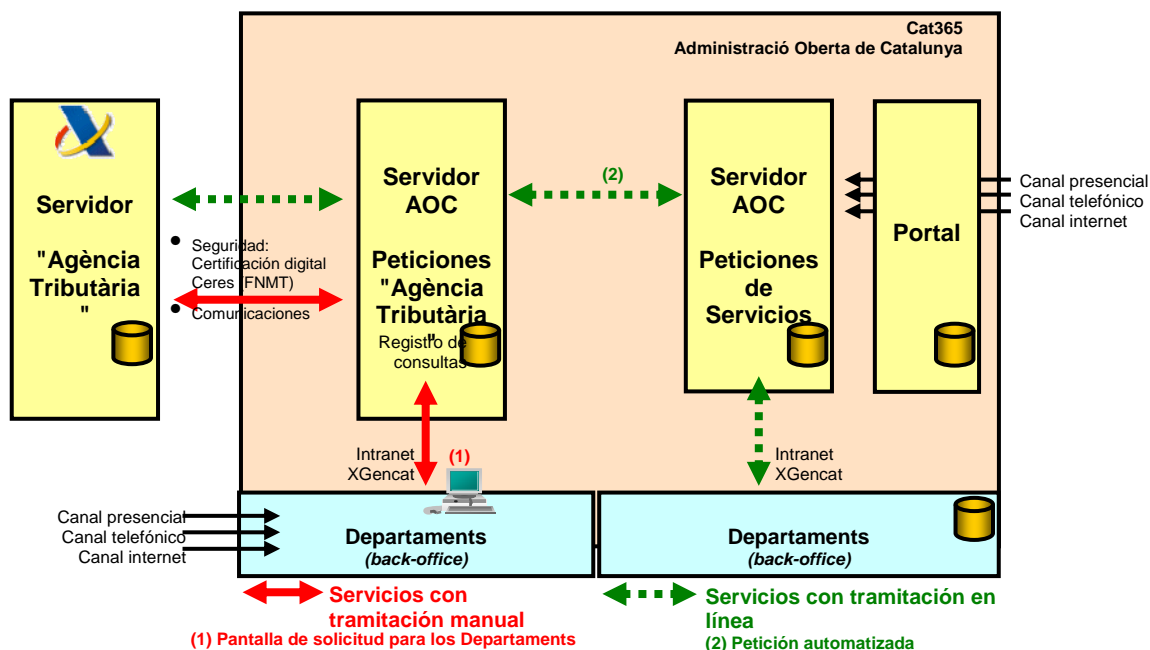 Cat365
Administració Oberta de Catalunya
Servidor
"Agència
Tributària
"
Seguridad:
Certificación digital
Ceres (FNMT)
Comunicaciones
Servidor
AOC
Peticiones
"Agència
Tributària
"
Registro de
consultas
(2)
Servidor
AOC
Peticiones
de
Servicios
Portal
Canal presencial
Canal telefónico
Canal internet
Intranet
XGencat
(1)
Intranet
XGencat
Canal presencial
Canal telefónico
Canal internet
Departaments
(back-office)
Departaments
(back-office)
Servicios con
tramitación manual
(1) Pantalla de solicitud para los Departaments
Servicios con tramitación en
línea
(2) Petición automatizada